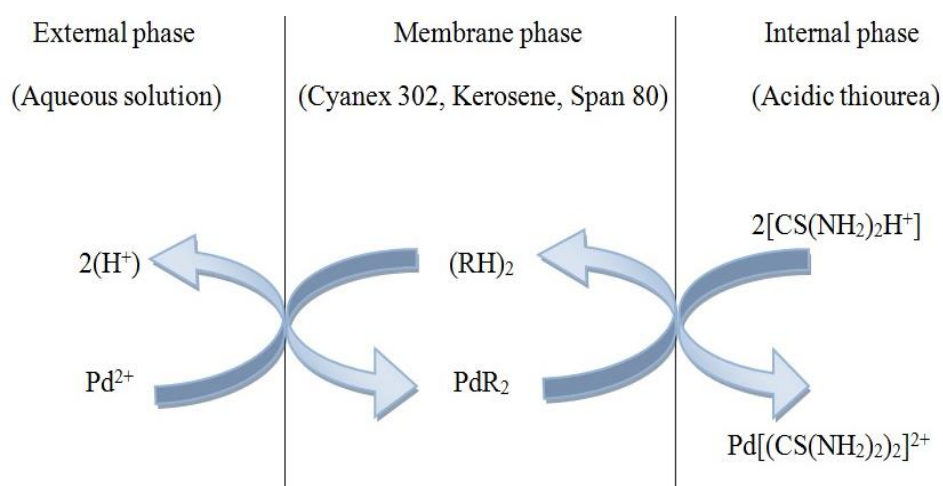 External phase
Membrane phase
Internal phase
(Aqueous solution)
(Cyanex 302, Kerosene, Span 80)
(Acidic thiourea)
2[CS(NH₂)₂H⁺]
2(H⁺)
(RH)₂
Pd²⁺
PdR₂
Pd[(CS(NH₂)₂)₂]²⁺